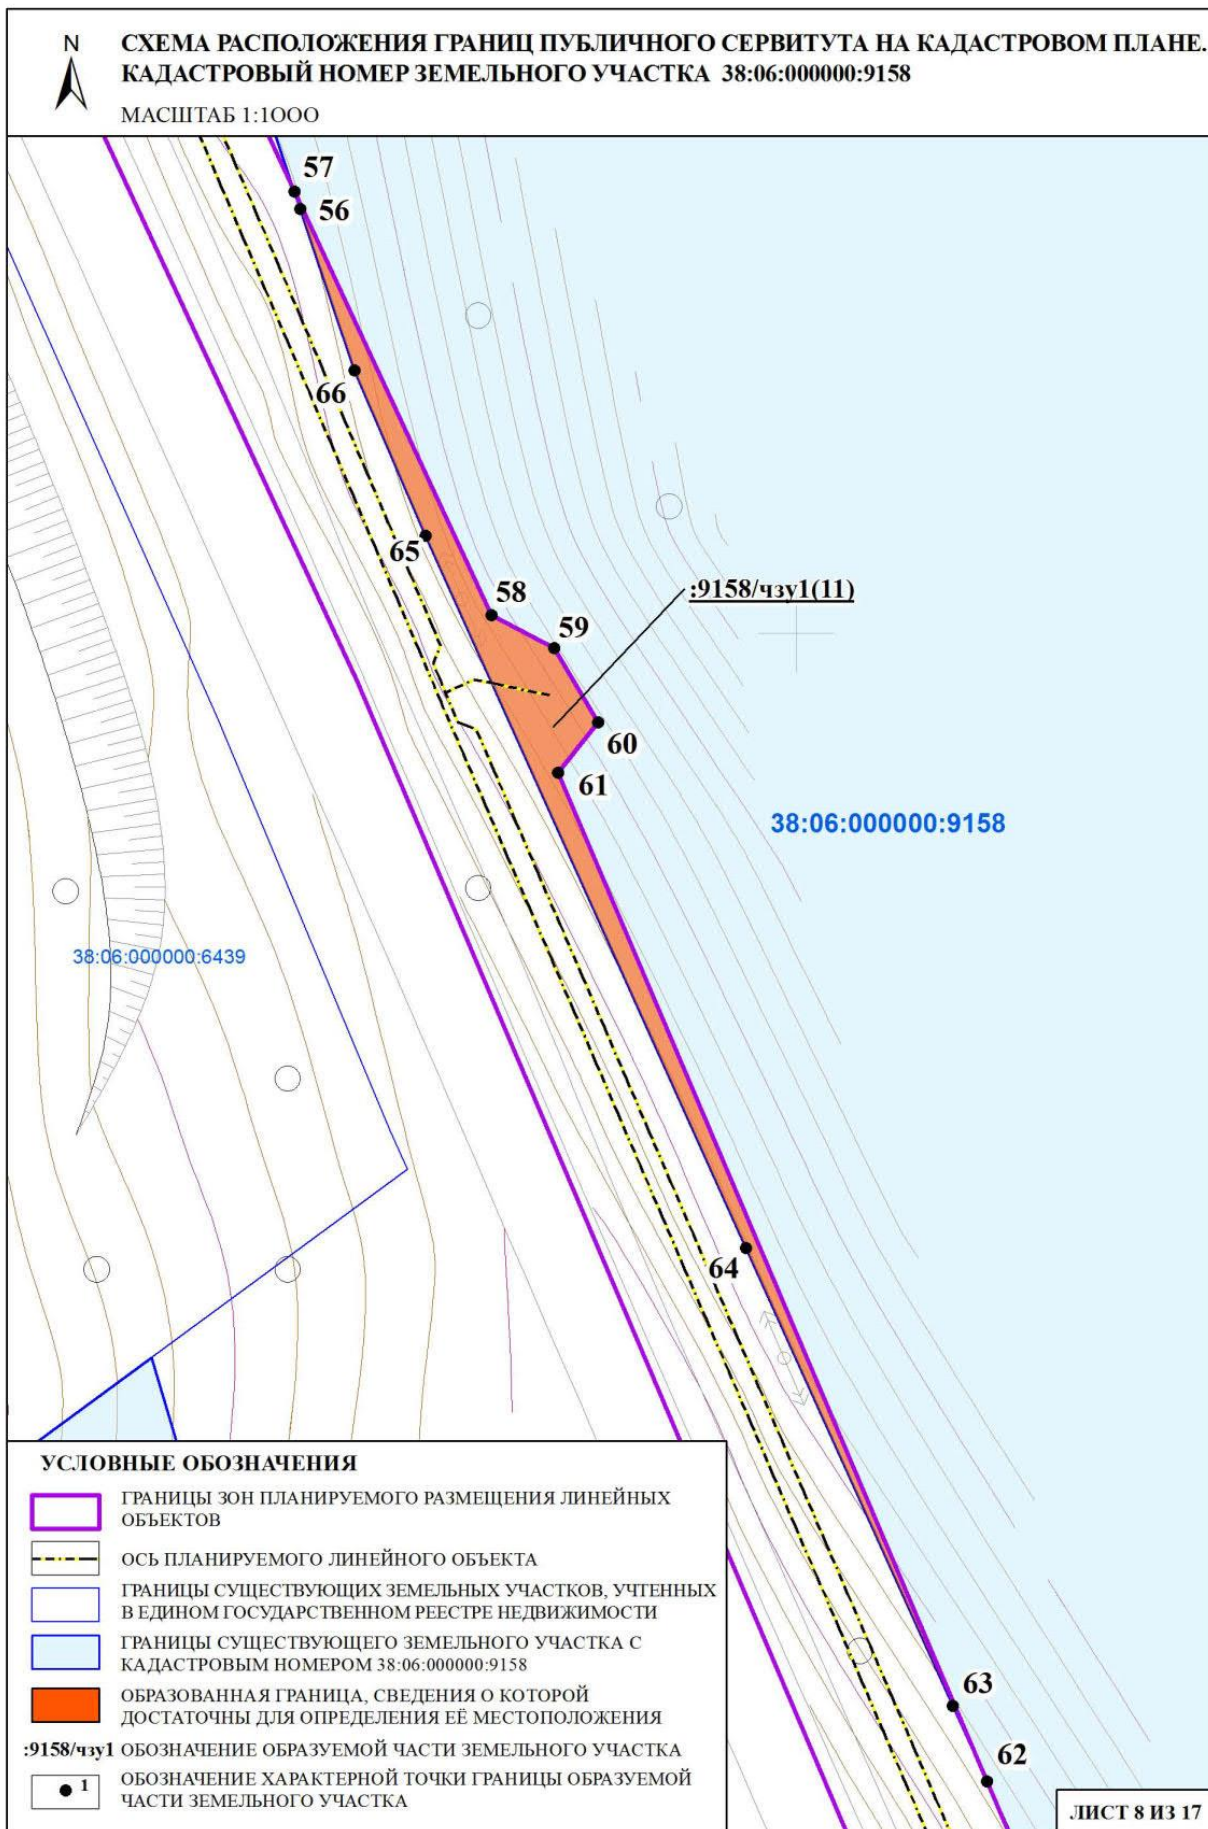 N
СХЕМА РАСПОЛОЖЕНИЯ ГРАНИЦ ПУБЛИЧНОГО СЕРВИТУТА НА КАДАСТРОВОМ ПЛАНЕ.
КАДАСТРОВЫЙ НОМЕР ЗЕМЕЛЬНОГО УЧАСТКА 38:06:000000:9158
МАСШТАБ 1:1ООО
57
56
66
65
58
:9158/чзу1(11)
59
60
61
38:06:000000:9158
38:06:000000:6439
64
63
62
УСЛОВНЫЕ ОБОЗНАЧЕНИЯ
ГРАНИЦЫ ЗОН ПЛАНИРУЕМОГО РАЗМЕЩЕНИЯ ЛИНЕЙНЫХ
ОБЪЕКТОВ
ОСЬ ПЛАНИРУЕМОГО ЛИНЕЙНОГО ОБЪЕКТА
ГРАНИЦЫ СУЩЕСТВУЮЩИХ ЗЕМЕЛЬНЫХ УЧАСТКОВ, УЧТЕННЫХ
В ЕДИНОМ ГОСУДАРСТВЕННОМ РЕЕСТРЕ НЕДВИЖИМОСТИ
ГРАНИЦЫ СУЩЕСТВУЮЩЕГО ЗЕМЕЛЬНОГО УЧАСТКА С
КАДАСТРОВЫМ НОМЕРОМ 38:06:000000:9158
ОБРАЗОВАННАЯ ГРАНИЦА, СВЕДЕНИЯ О КОТОРОЙ
ДОСТАТОЧНЫ ДЛЯ ОПРЕДЕЛЕНИЯ ЕЁ МЕСТОПОЛОЖЕНИЯ
:9158/чзу1 ОБОЗНАЧЕНИЕ ОБРАЗУЕМОЙ ЧАСТИ ЗЕМЕЛЬНОГО УЧАСТКА
1 ОБОЗНАЧЕНИЕ ХАРАКТЕРНОЙ ТОЧКИ ГРАНИЦЫ ОБРАЗУЕМОЙ
ЧАСТИ ЗЕМЕЛЬНОГО УЧАСТКА
ЛИСТ 8 ИЗ 17